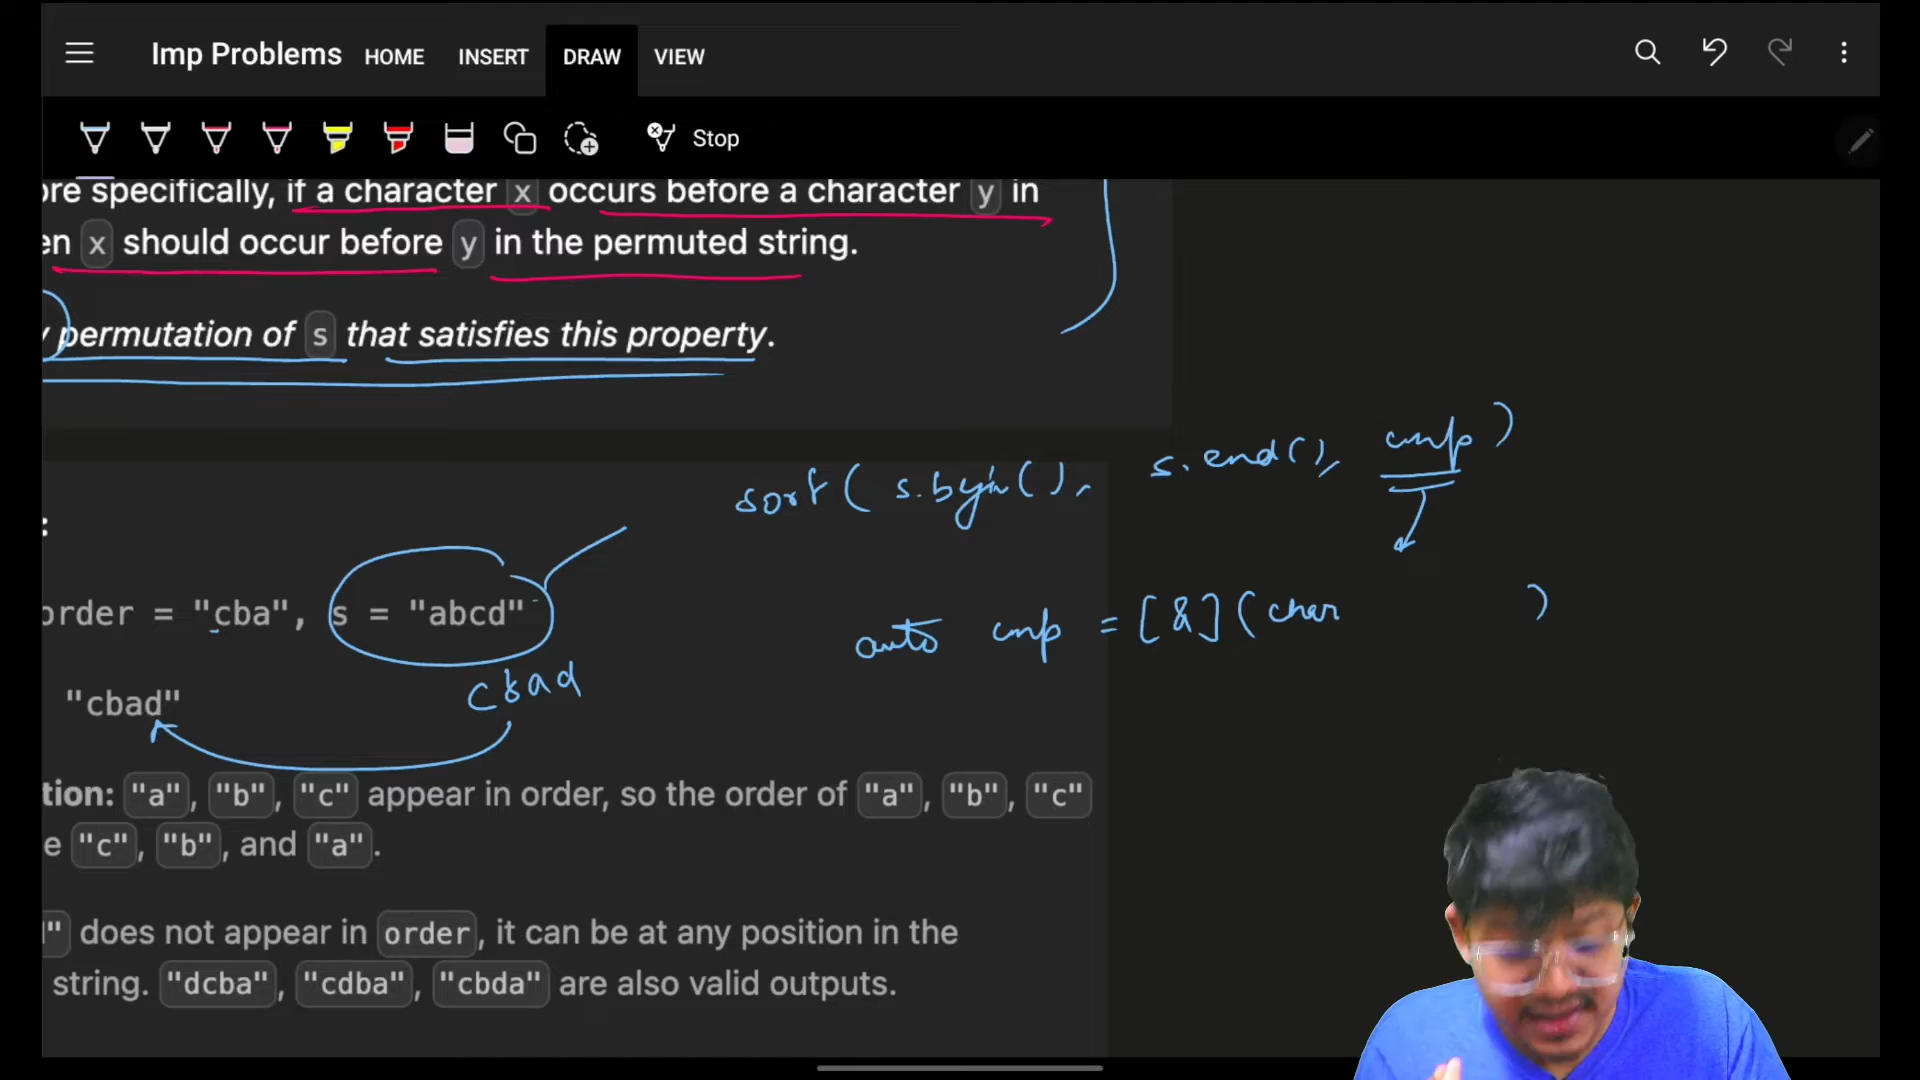 Imp Problems HOME INSERT DRAW VIEW
Stop
ore specifically, if a character x occurs before a character y in
en x should occur before y in the permuted string.
y permutation of s that satisfies this property.
sort ( s.begin(), s.end(), cmp )
:
order = "cba", s = "abcd"
auto cmp = [&](char )
cbad
"cbad"
tion: "a", "b", "c" appear in order, so the order of "a", "b", "c"
e "c", "b", and "a".
" does not appear in order, it can be at any position in the
string. "dcba", "cdba", "cbda" are also valid outputs.